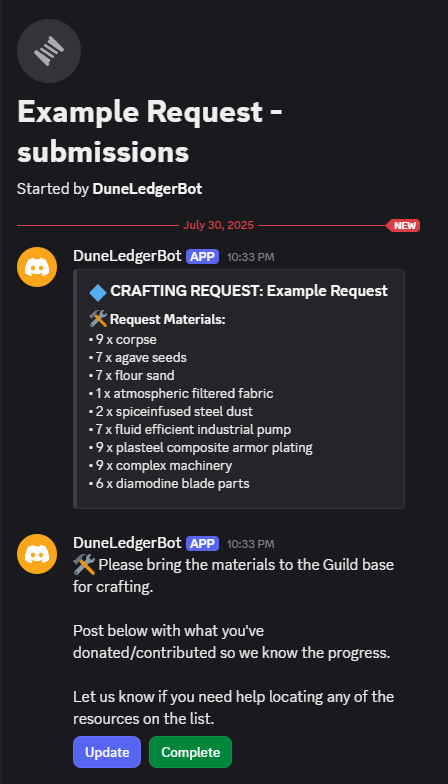 Example Request -
submissions
Started by DuneLedgerBot
July 30, 2025 NEW
DuneLedgerBot APP 10:33 PM
CRAFTING REQUEST: Example Request
Request Materials:
• 9 x corpse
• 7 x agave seeds
• 7 x flour sand
• 1 x atmospheric filtered fabric
• 2 x spiceinfused steel dust
• 7 x fluid efficient industrial pump
• 9 x plasteel composite armor plating
• 9 x complex machinery
• 6 x diamodine blade parts
DuneLedgerBot APP 10:33 PM
Please bring the materials to the Guild base
for crafting.
Post below with what you've
donated/contributed so we know the progress.
Let us know if you need help locating any of the
resources on the list.
Update Complete